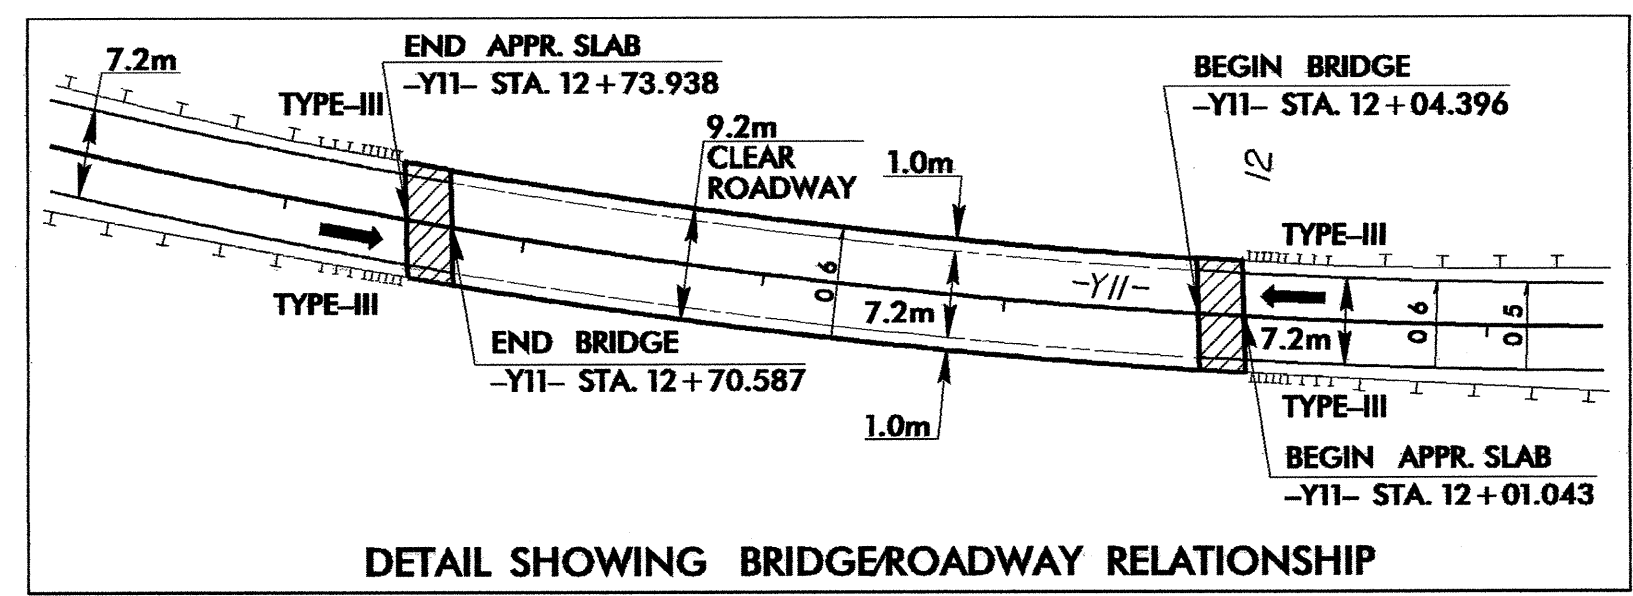 7.2m
END APPR. SLAB
-Y11- STA. 12+73.938
TYPE-III
9.2m
CLEAR
ROADWAY
1.0m
BEGIN BRIDGE
-Y11- STA. 12+04.396
12
TYPE-III
TYPE-III
0 6
-Y11-
7.2m
7.2m
0 6
0 5
END BRIDGE
-Y11- STA. 12+70.587
1.0m
TYPE-III
BEGIN APPR. SLAB
-Y11- STA. 12+01.043
DETAIL SHOWING BRIDGE/ROADWAY RELATIONSHIP